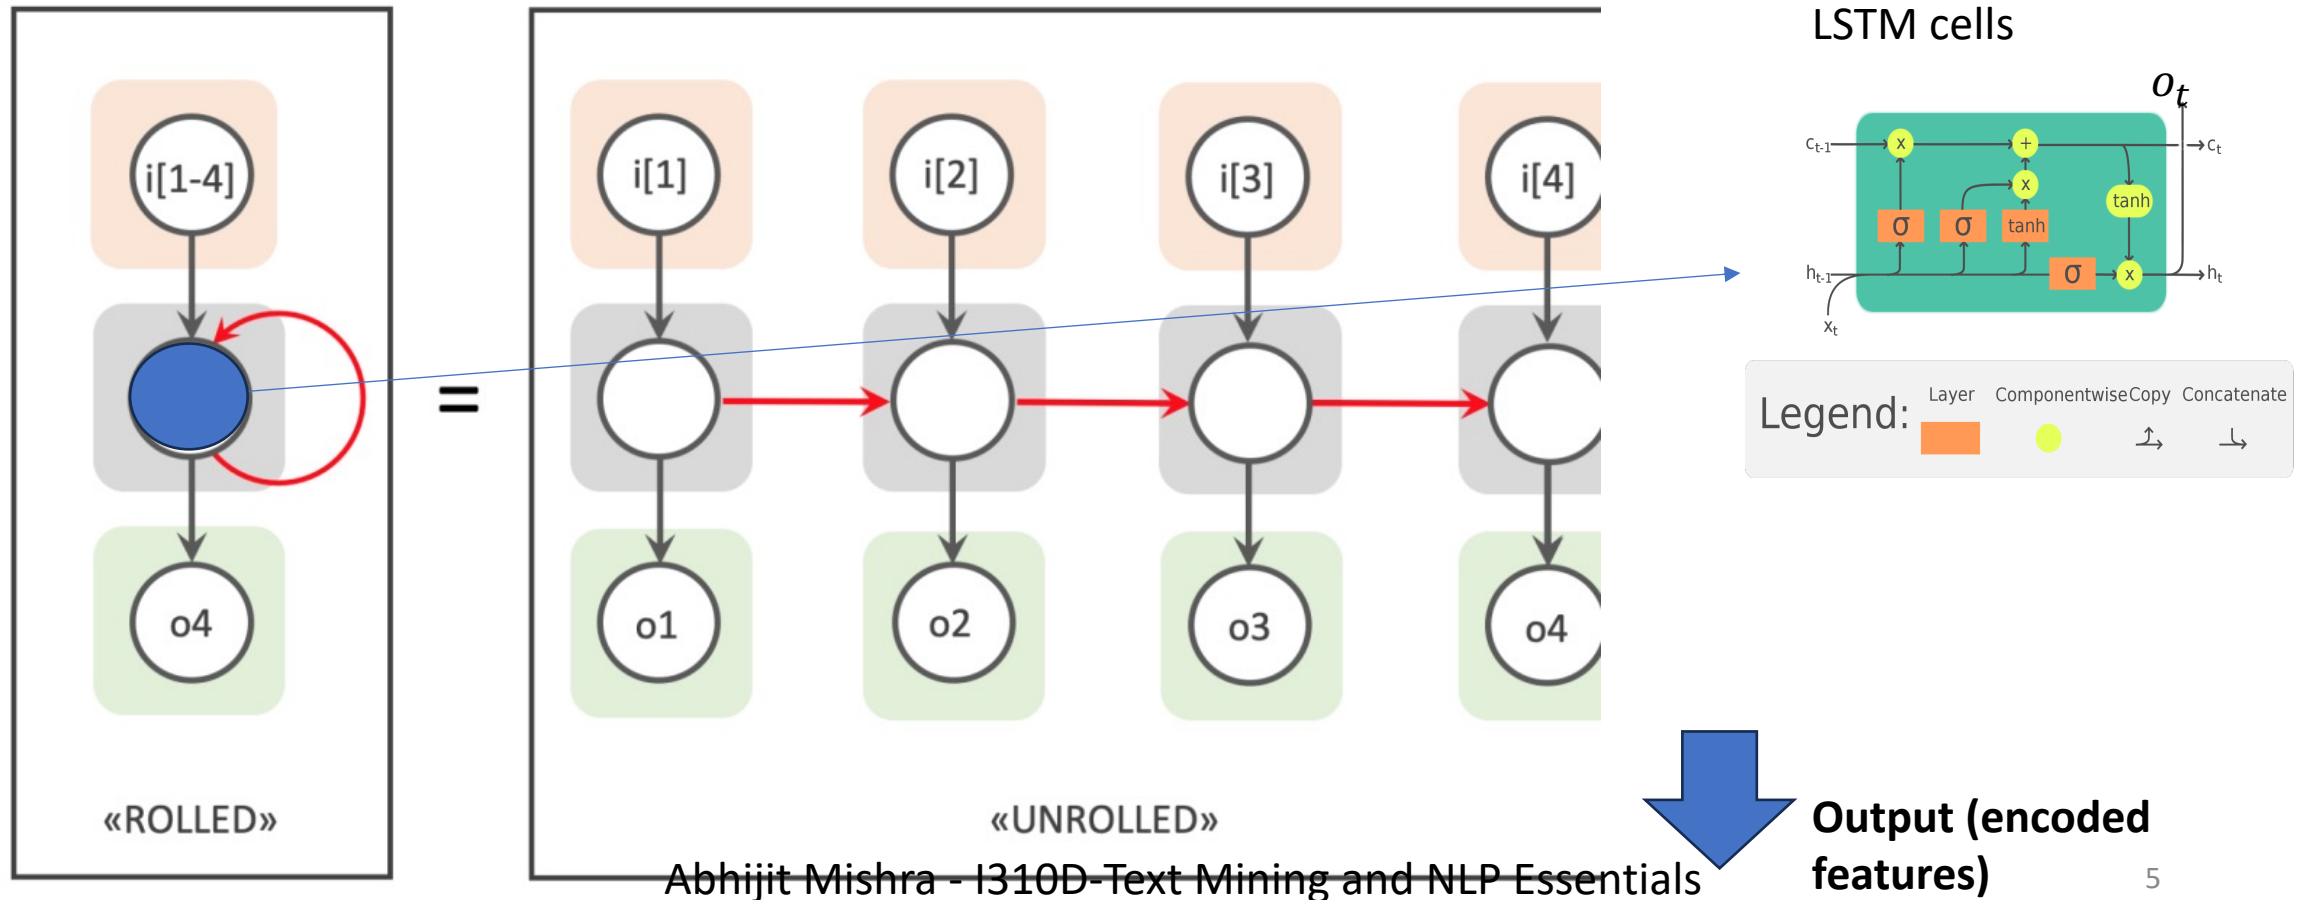 LSTM cells
i[1-4]
i[1] i[2] i[3] i[4]
o_t
c_{t-1} x + c_t
x
tanh
σ σ tanh
h_{t-1} σ x h_t
x_t
=
Legend: Layer Componentwise Copy Concatenate
o4
o1 o2 o3 o4
«ROLLED»
«UNROLLED»
Output (encoded
features)
Abhijit Mishra - I310D-Text Mining and NLP Essentials
5